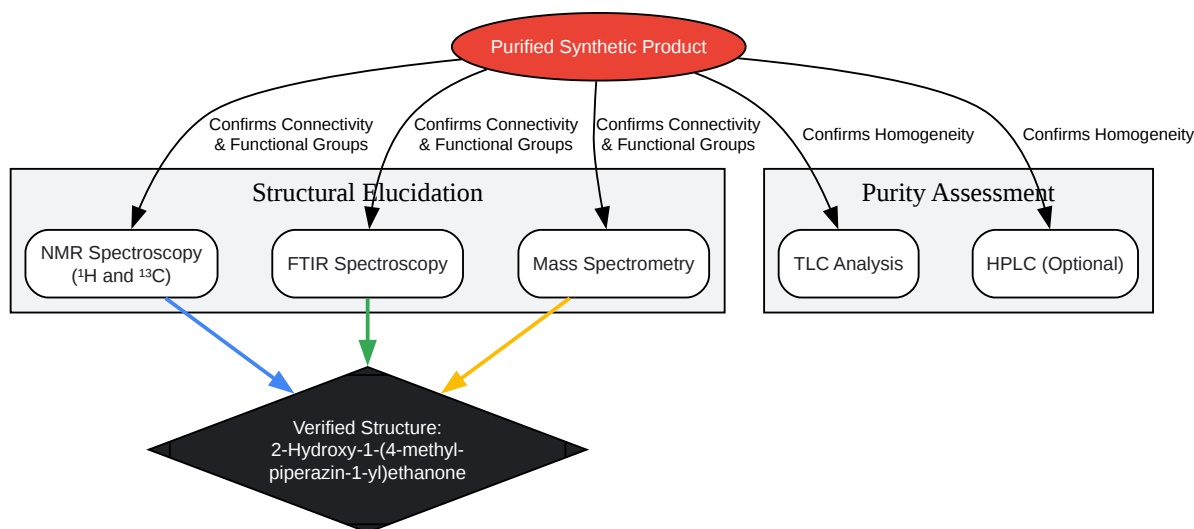 Purified Synthetic Product
Confirms Connectivity
& Functional Groups
Confirms Connectivity
& Functional Groups
Confirms Connectivity
& Functional Groups
Confirms Homogeneity
Confirms Homogeneity
Structural Elucidation
Purity Assessment
NMR Spectroscopy
(¹H and ¹³C)
FTIR Spectroscopy
Mass Spectrometry
TLC Analysis
HPLC (Optional)
Verified Structure:
2-Hydroxy-1-(4-methyl-
piperazin-1-yl)ethanone